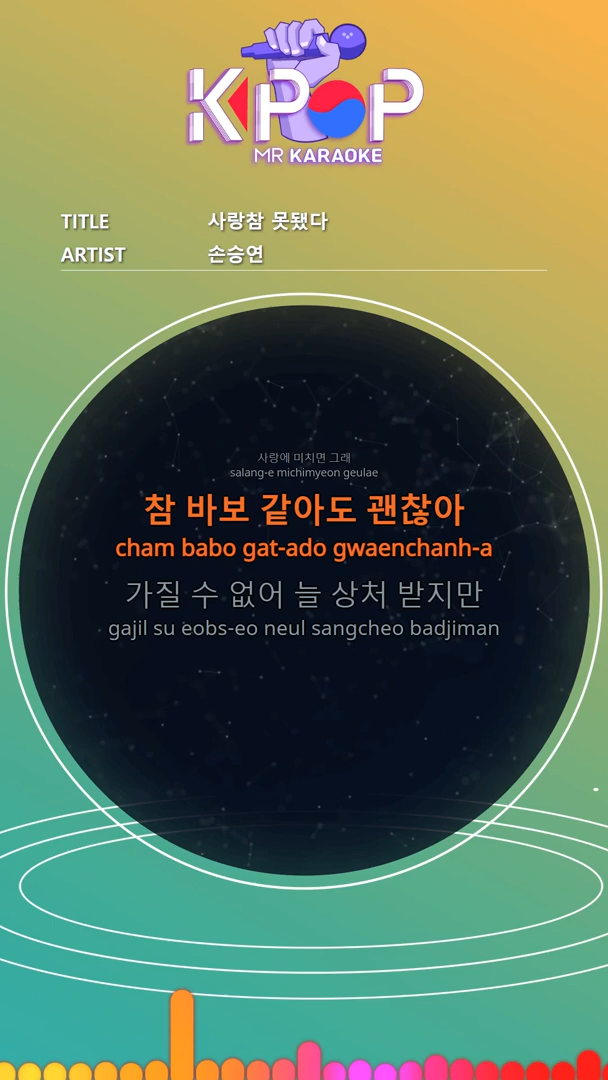 KPOP
MR KARAOKE
TITLE 사랑참 못됐다
ARTIST 손승연
사랑에 미치면 그래
salang-e michimyeon geulae
참 바보 같아도 괜찮아
cham babo gat-ado gwaenchanh-a
가질 수 없어 늘 상처 받지만
gajil su eobs-eo neul sangcheo badjiman